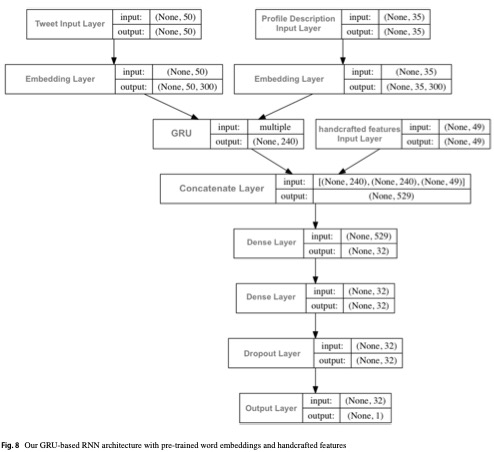 Tweet Input Layer input: (None, 50) output: (None, 50)
Profile Description Input Layer input: (None, 35) output: (None, 35)
Embedding Layer input: (None, 50) output: (None, 50, 300)
Embedding Layer input: (None, 35) output: (None, 35, 300)
GRU input: multiple output: (None, 240)
handcrafted features Input Layer input: (None, 49) output: (None, 49)
Concatenate Layer input: [(None, 240), (None, 240), (None, 49)] output: (None, 529)
Dense Layer input: (None, 529) output: (None, 32)
Dense Layer input: (None, 32) output: (None, 32)
Dropout Layer input: (None, 32) output: (None, 32)
Output Layer input: (None, 32) output: (None, 1)
Fig. 8 Our GRU-based RNN architecture with pre-trained word embeddings and handcrafted features